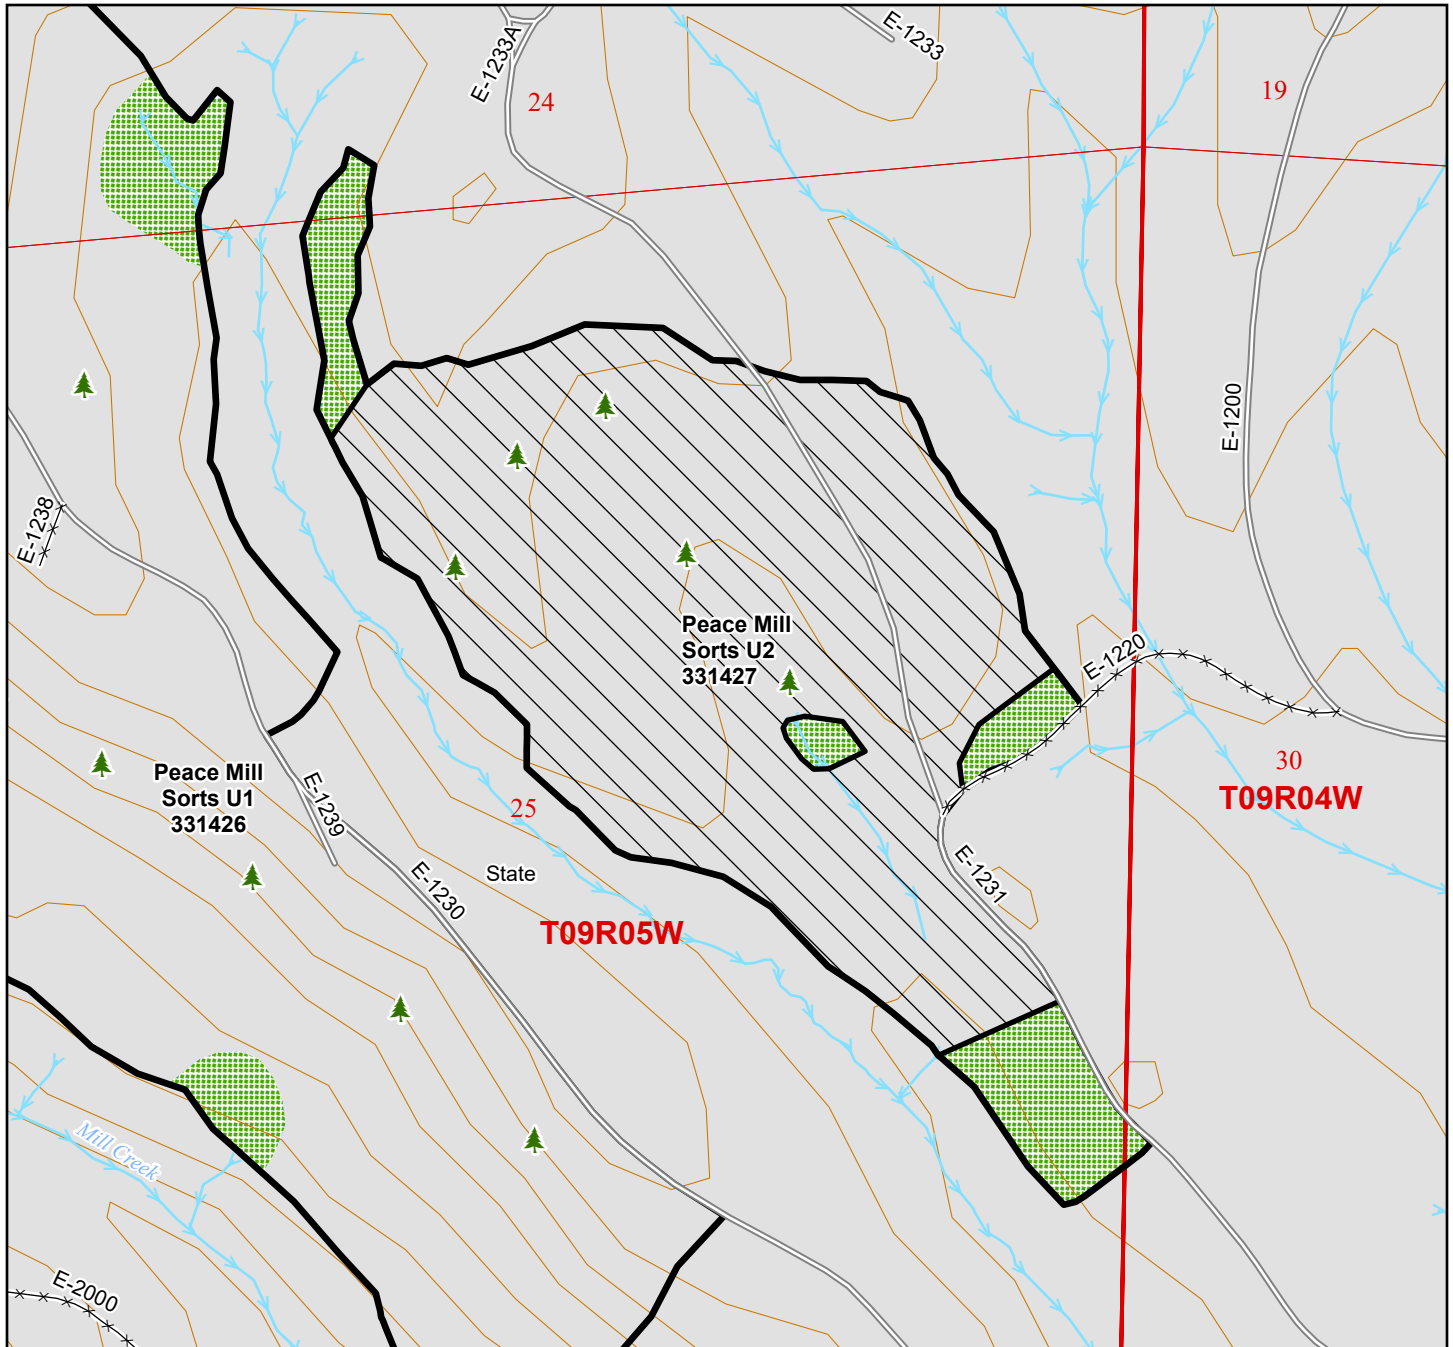 E-1233A
E-1233
24
19
E-1200
E-1238
Peace Mill
Sorts U2
331427
E-1220
Peace Mill
Sorts U1
331426
E-1239
25
30
T09R04W
State
E-1230
E-1231
T09R05W
Mill Creek
E-2000